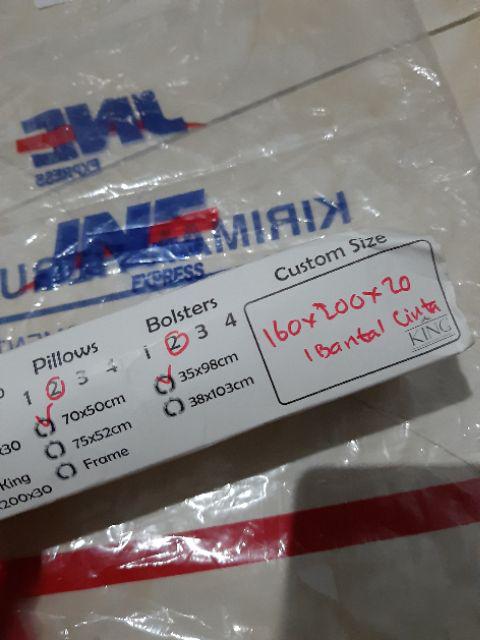 JNE
EXPRESS
JNE
EXPRESS
KIRIM
Custom Size
160x200x20
1 Bantal Cinta
KING
Bolsters
1 2 3 4
35x98cm
38x103cm
Pillows
1 2 3 4
70x50cm
75x52cm
Frame
x30
King
200x30